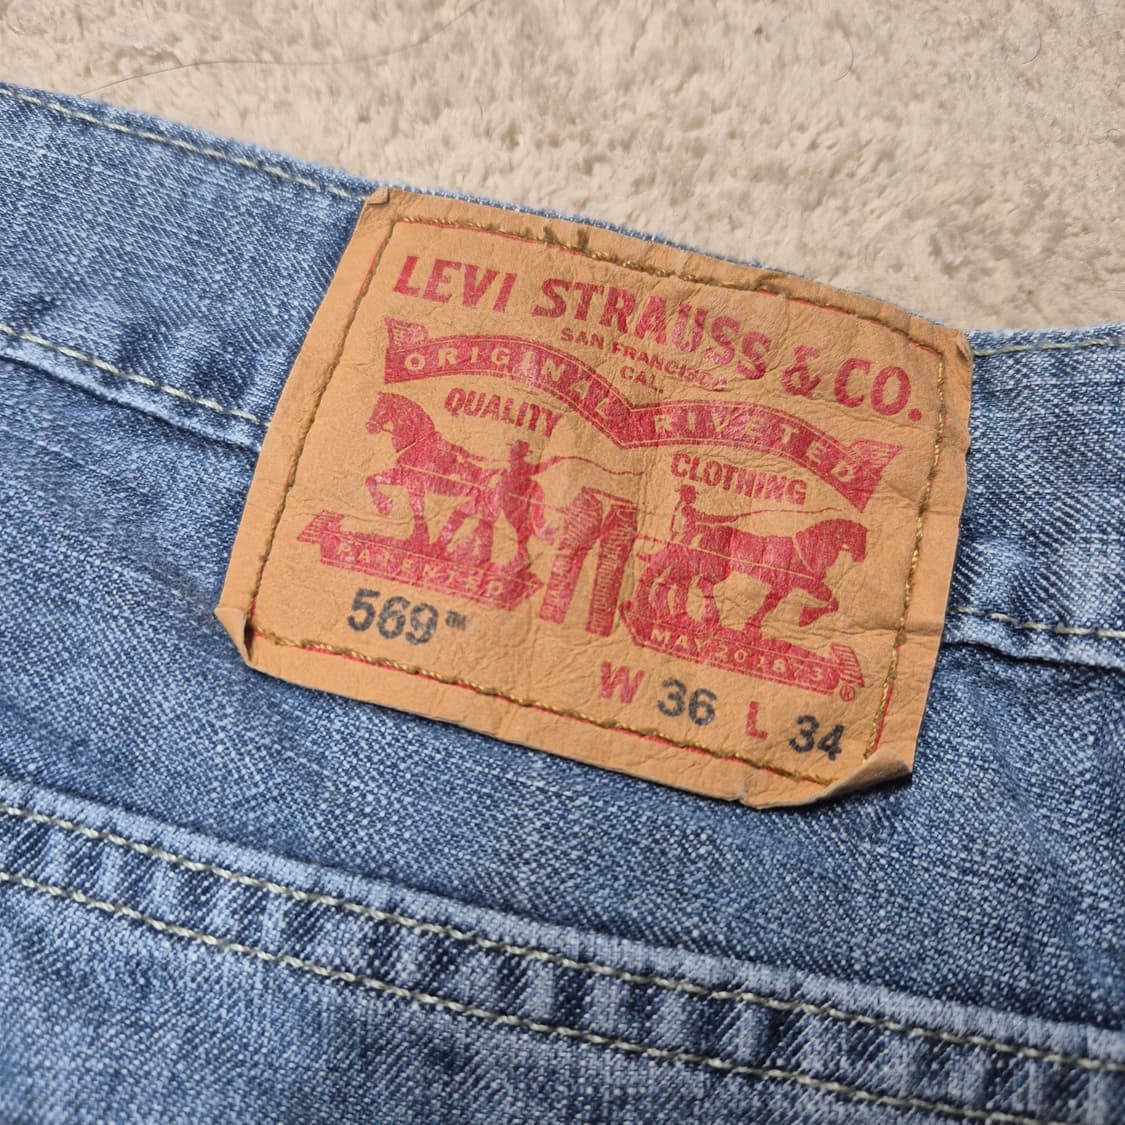 LEVI STRAUSS & CO.
SAN FRANCISCO
CAL.
ORIGINAL RIVETED
QUALITY
CLOTHING
PATENTED
MAY 20 1873 ®
569™
W 36 L 34